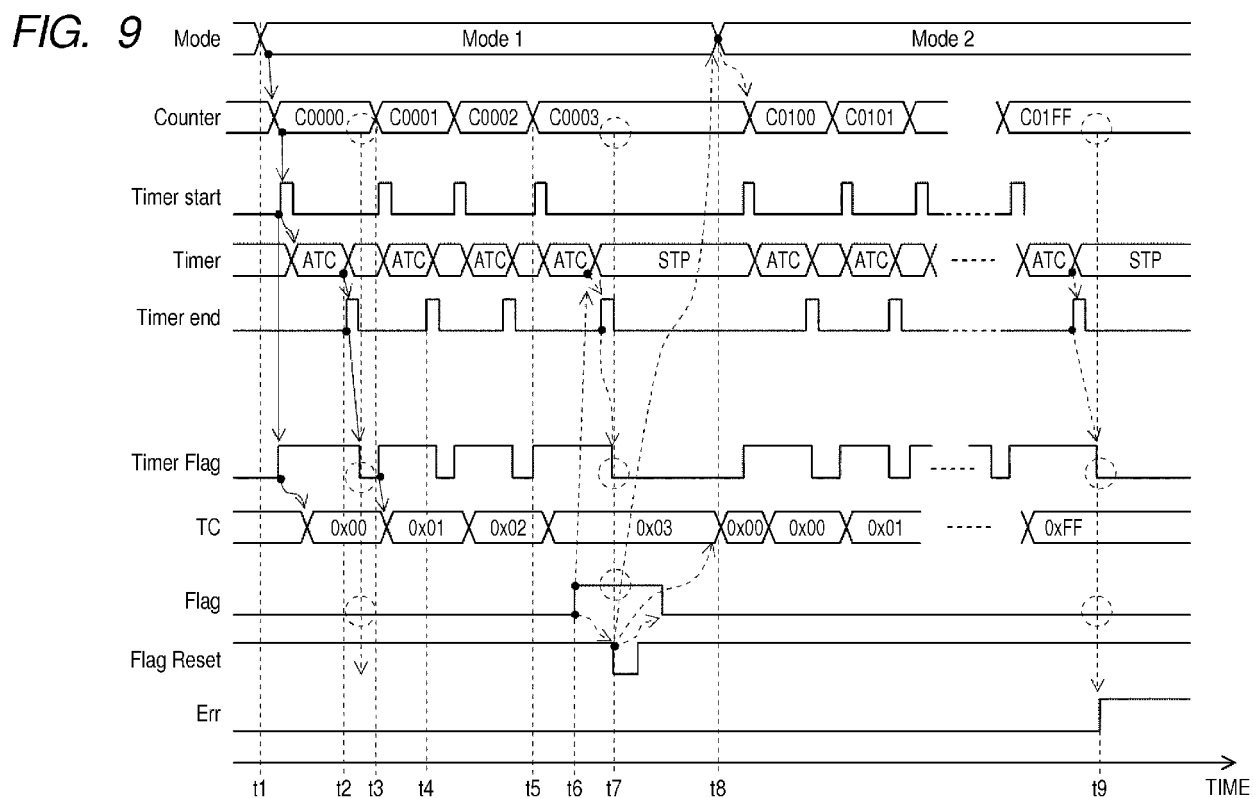 FIG. 9
Mode Mode 1 Mode 2
Counter C0000 C0001 C0002 C0003 C0100 C0101 C01FF
Timer start
Timer ATC ATC ATC ATC STP ATC ATC ATC STP
Timer end
Timer Flag
TC 0x00 0x01 0x02 0x03 0x00 0x00 0x01 0xFF
Flag
Flag Reset
Err
t1 t2 t3 t4 t5 t6 t7 t8 t9 TIME